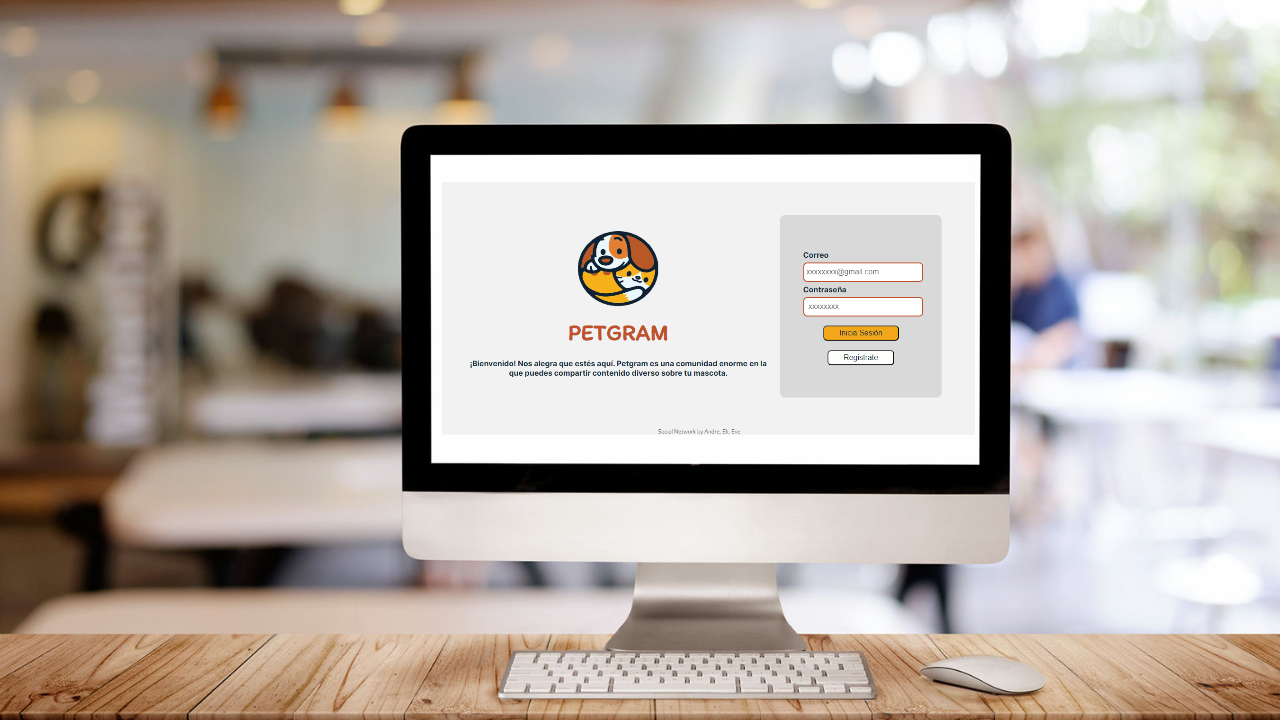 PETGRAM
¡Bienvenido! Nos alegra que estés aquí. Petgram es una comunidad enorme en la
que puedes compartir contenido diverso sobre tu mascota.
Correo
xxxxxxxx@gmail.com
Contraseña
xxxxxxxx
Inicia Sesión
Regístrate
Social Network by Andre, Eli, Eve